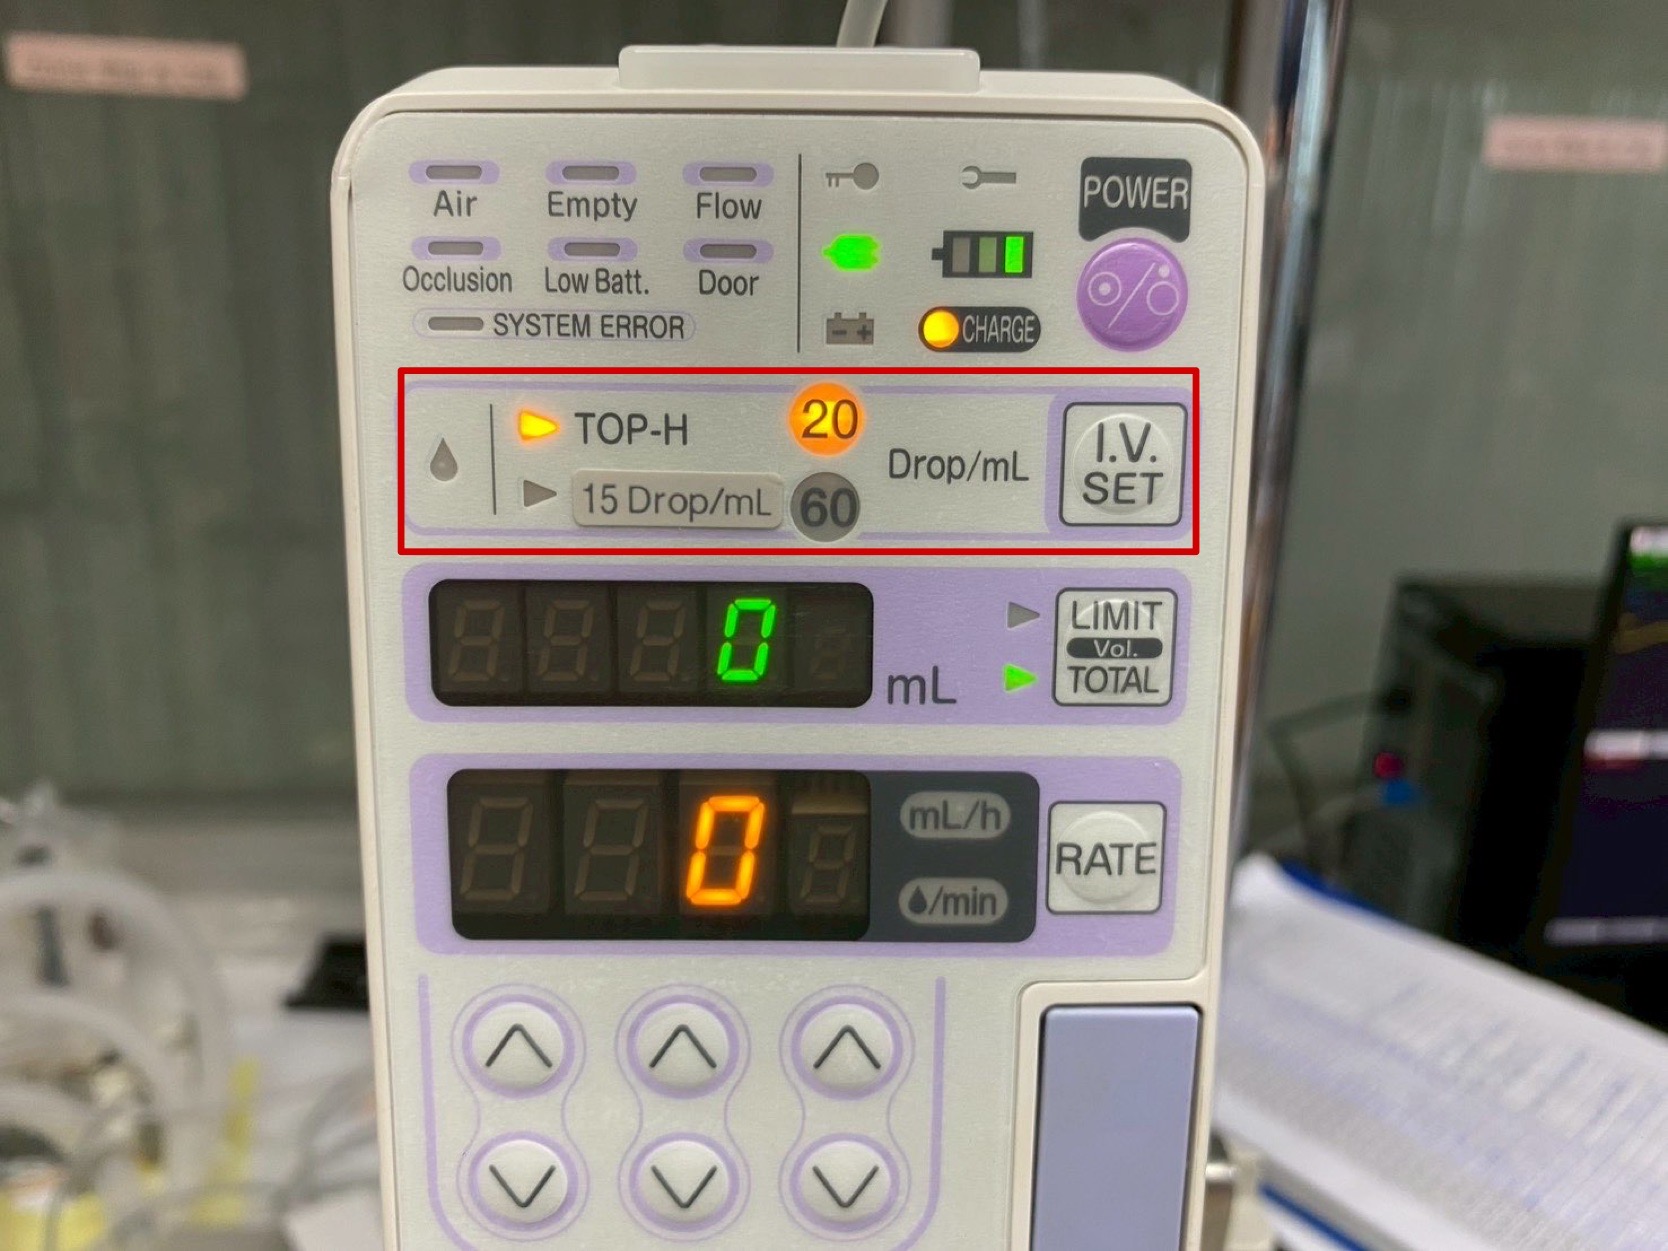 Air Empty Flow
Occlusion Low Batt. Door
SYSTEM ERROR
CHARGE
POWER
TOP-H 20
15 Drop/mL 60
Drop/mL
I.V.
SET
0
mL
LIMIT
Vol.
TOTAL
0
mL/h
/min
RATE